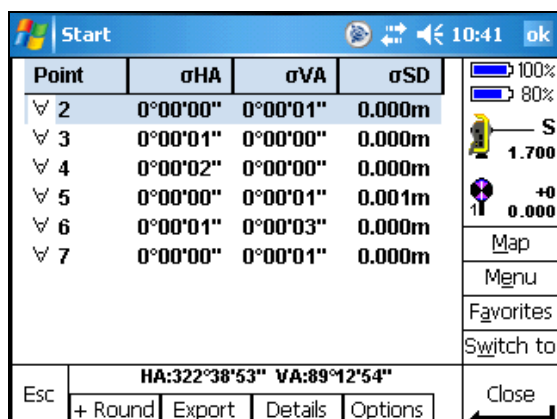 Start 10:41 ok
Point σHA σVA σSD
2 0°00'00" 0°00'01" 0.000m
3 0°00'01" 0°00'00" 0.000m
4 0°00'02" 0°00'00" 0.000m
5 0°00'00" 0°00'01" 0.001m
6 0°00'01" 0°00'03" 0.000m
7 0°00'00" 0°00'01" 0.000m
100%
80%
S
1.700
+0
1 0.000
Map
Menu
Favorites
Switch to
HA:322°38'53" VA:89°12'54"
Esc + Round Export Details Options Close